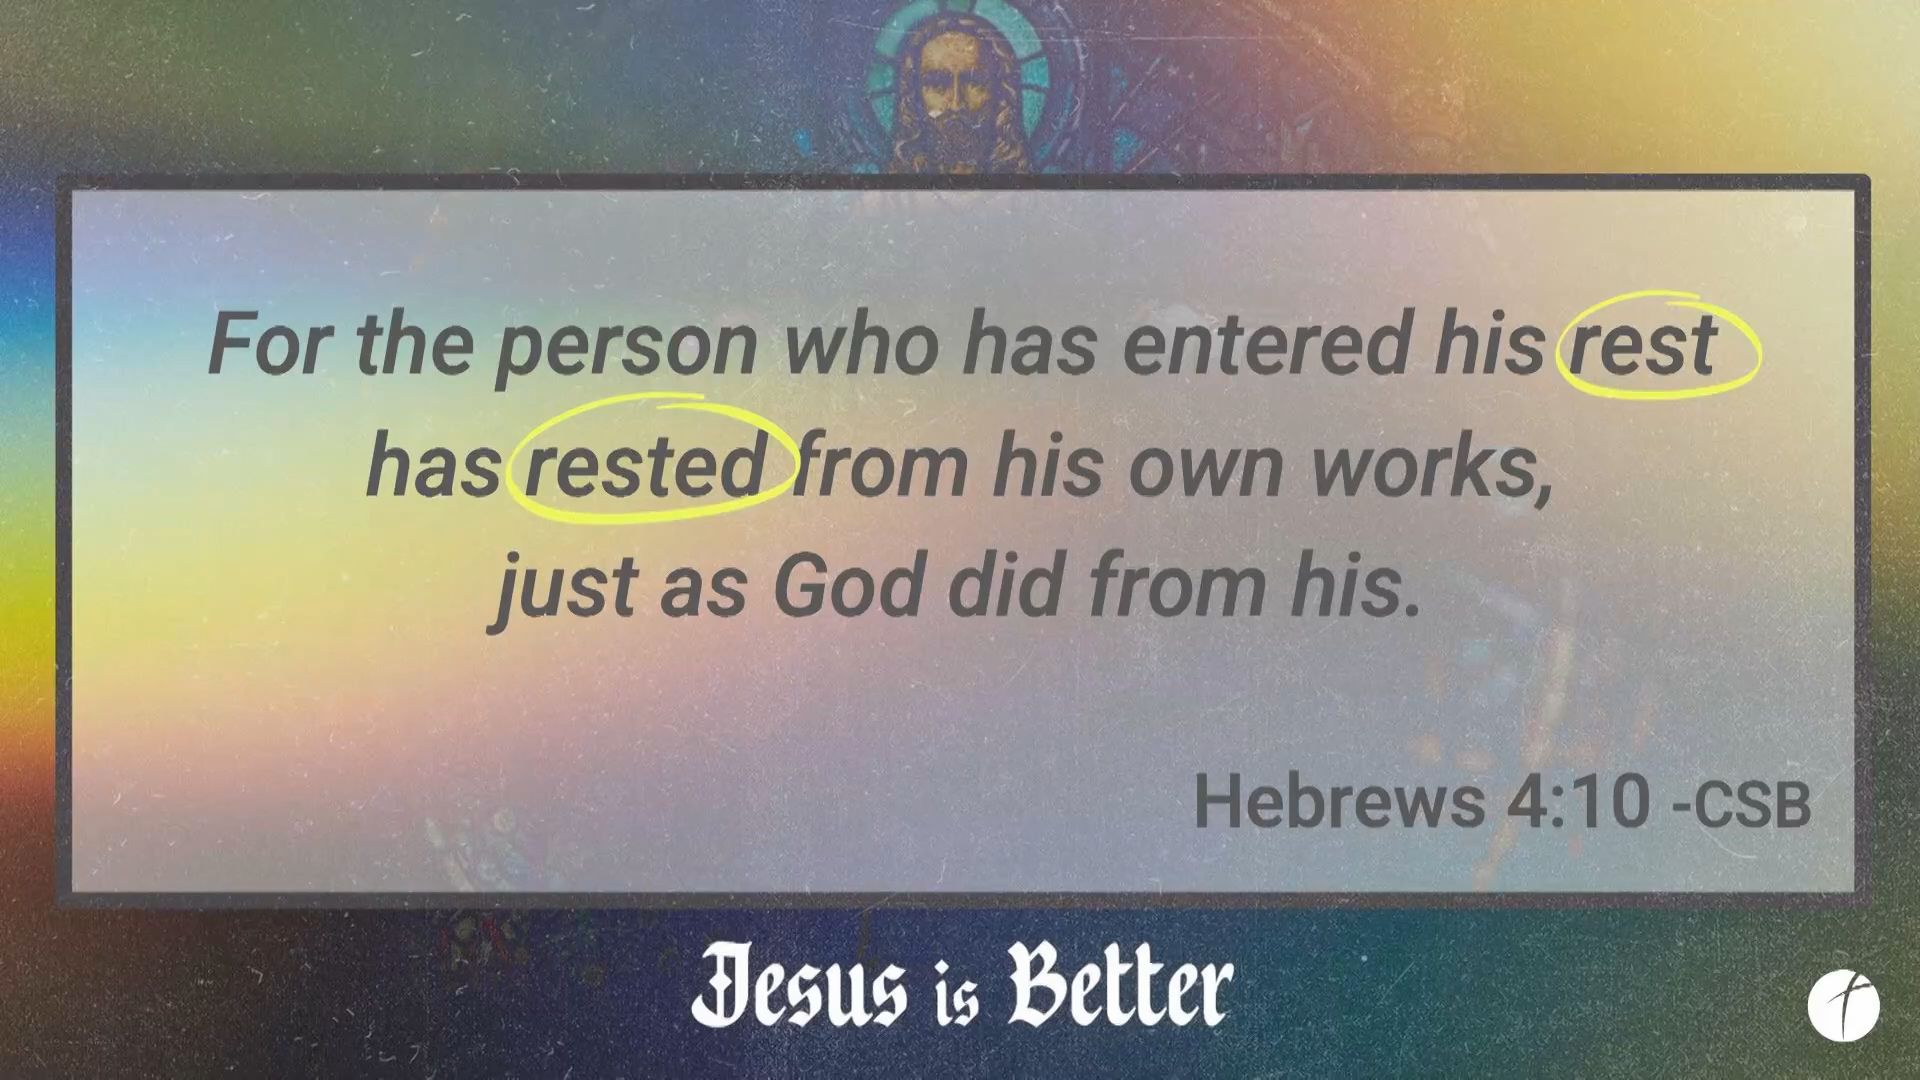 For the person who has entered his rest
has rested from his own works,
just as God did from his.
Hebrews 4:10 -CSB
Jesus is Better